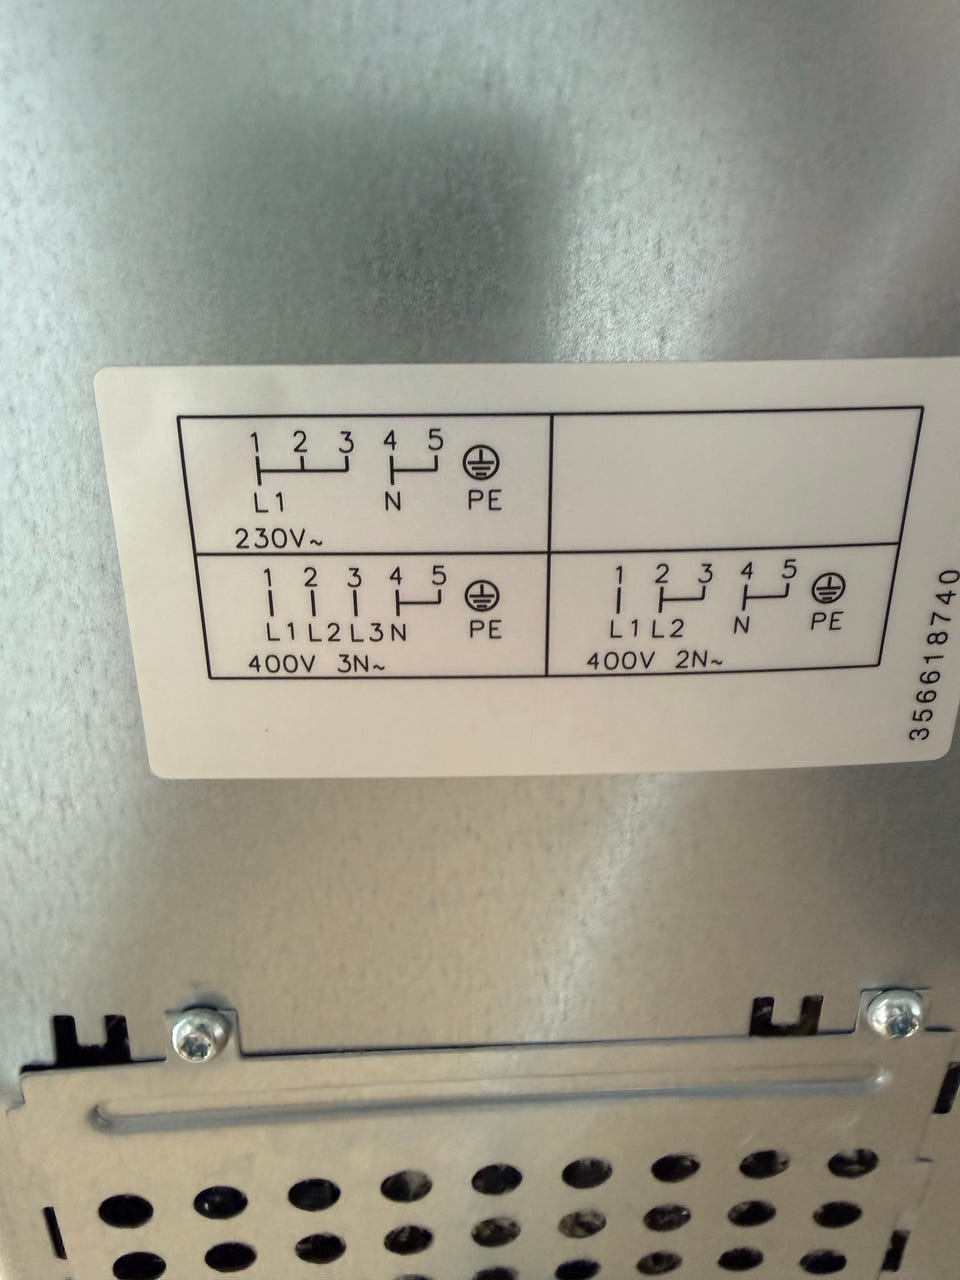 1 2 3 4 5
L1 N PE
230V~
1 2 3 4 5
L1 L2 L3 N PE
400V 3N~
1 2 3 4 5
L1 L2 N PE
400V 2N~
356618740